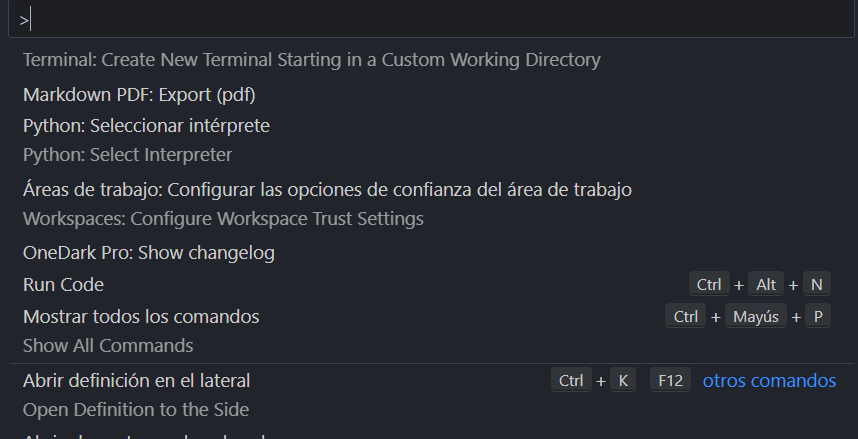 >
Terminal: Create New Terminal Starting in a Custom Working Directory
Markdown PDF: Export (pdf)
Python: Seleccionar intérprete
Python: Select Interpreter
Áreas de trabajo: Configurar las opciones de confianza del área de trabajo
Workspaces: Configure Workspace Trust Settings
OneDark Pro: Show changelog
Run Code Ctrl + Alt + N
Mostrar todos los comandos Ctrl + Mayús + P
Show All Commands
Abrir definición en el lateral Ctrl + K F12 otros comandos
Open Definition to the Side